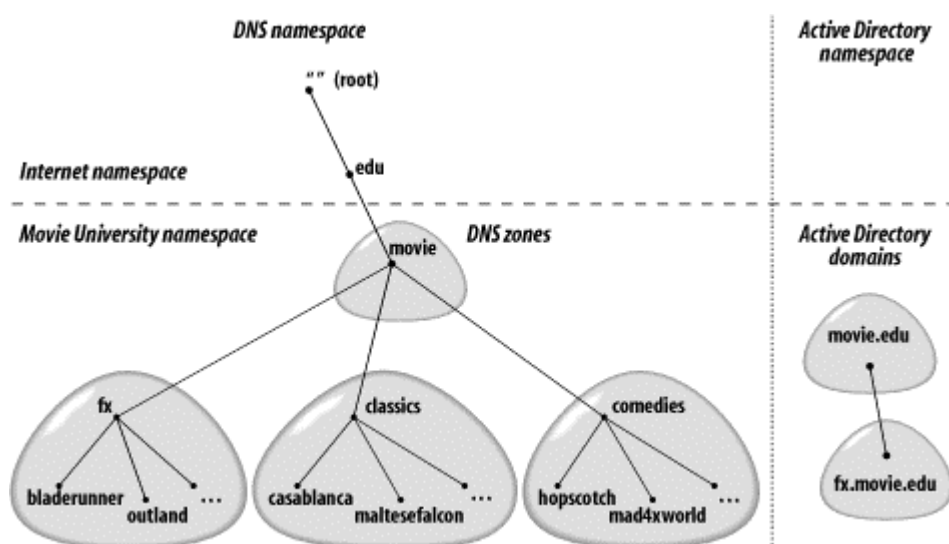 DNS namespace
Active Directory
namespace
“ ” (root)
edu
Internet namespace
Movie University namespace
DNS zones
Active Directory
domains
movie
movie.edu
fx
classics
comedies
bladerunner
outland
...
casablanca
maltesefalcon
...
hopscotch
mad4xworld
...
fx.movie.edu